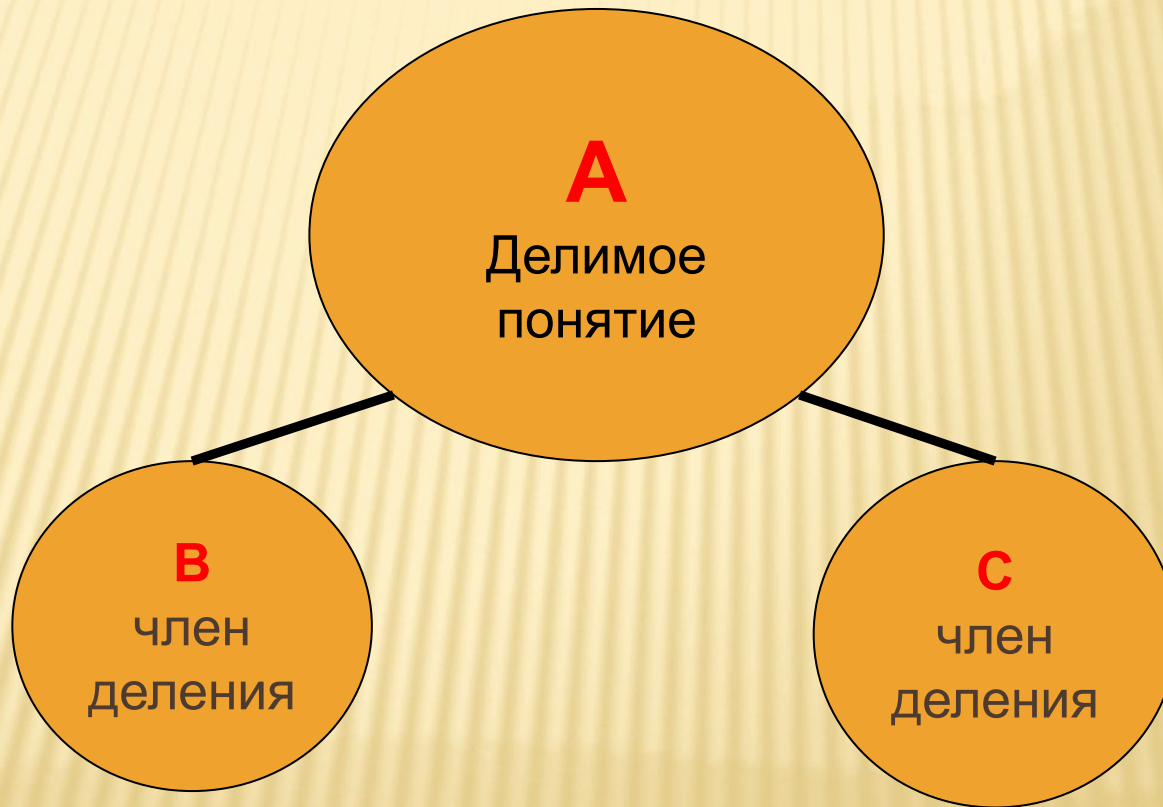 А
Делимое
понятие
В
член
деления
С
член
деления